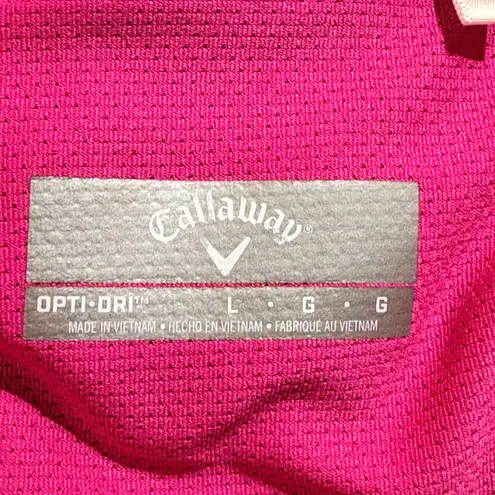 Callaway®
OPTI•DRI™ L • G • G
MADE IN VIETNAM • HECHO EN VIETNAM • FABRIQUÉ AU VIETNAM